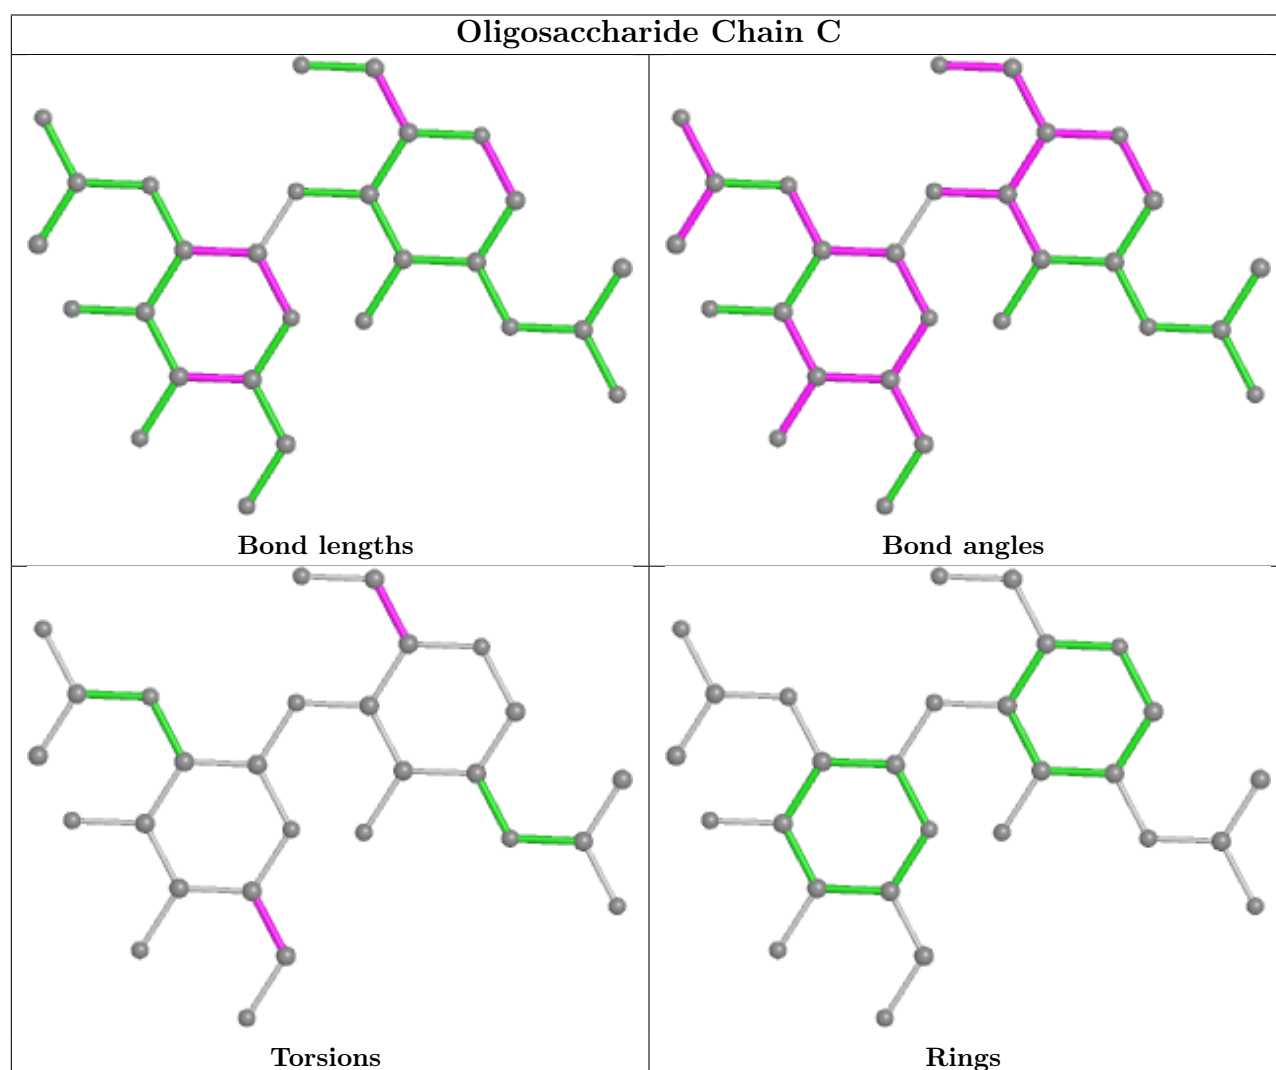 Oligosaccharide Chain C
Bond lengths
Bond angles
Torsions
Rings